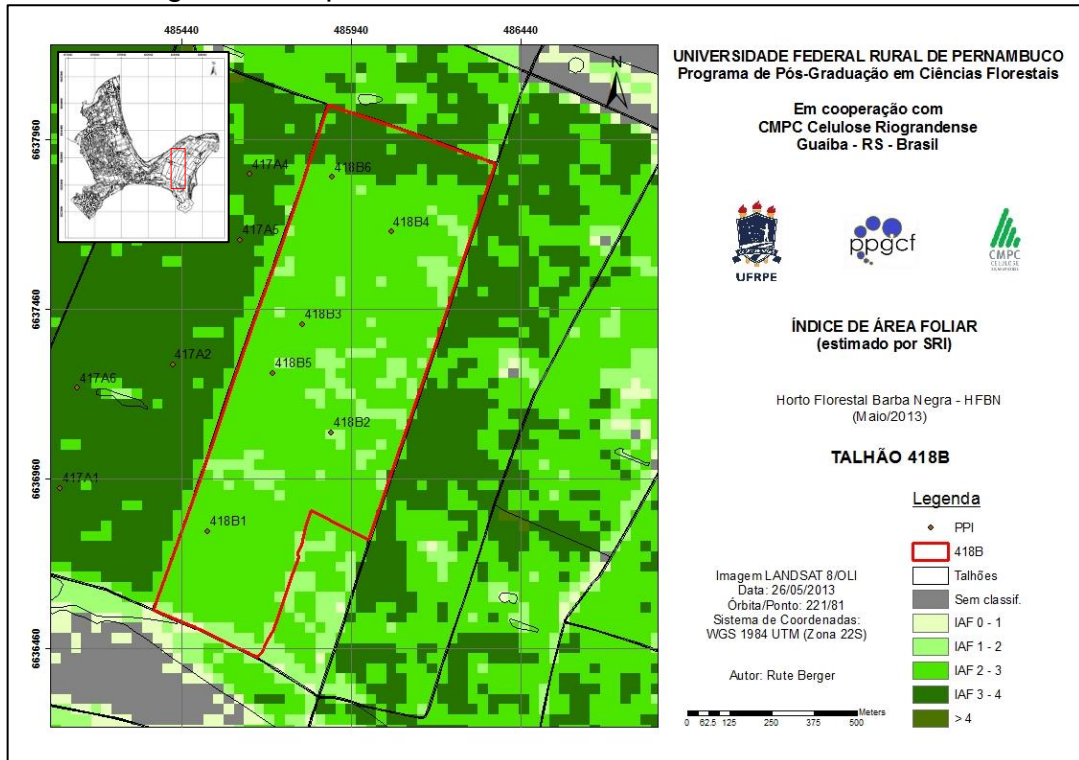 485440 485940 486440
6637960
6637460
6636960
6636460
N
417A4
418B6
418B4
417A5
418B3
417A2
418B5
417A6
418B2
417A1
418B1
UNIVERSIDADE FEDERAL RURAL DE PERNAMBUCO
Programa de Pós-Graduação em Ciências Florestais
Em cooperação com
CMPC Celulose Riograndense
Guaíba - RS - Brasil
UFRPE
ppgcf
CMPC
CELULOSE
ÍNDICE DE ÁREA FOLIAR
(estimado por SRI)
Horto Florestal Barba Negra - HFBN
(Maio/2013)
TALHÃO 418B
Legenda
PPI
418B
Talhões
Sem classif.
IAF 0 - 1
IAF 1 - 2
IAF 2 - 3
IAF 3 - 4
> 4
Imagem LANDSAT 8/OLI
Data: 26/05/2013
Órbita/Ponto: 221/81
Sistema de Coordenadas:
WGS 1984 UTM (Zona 22S)
Autor: Rute Berger
Meters
0 62.5 125 250 375 500